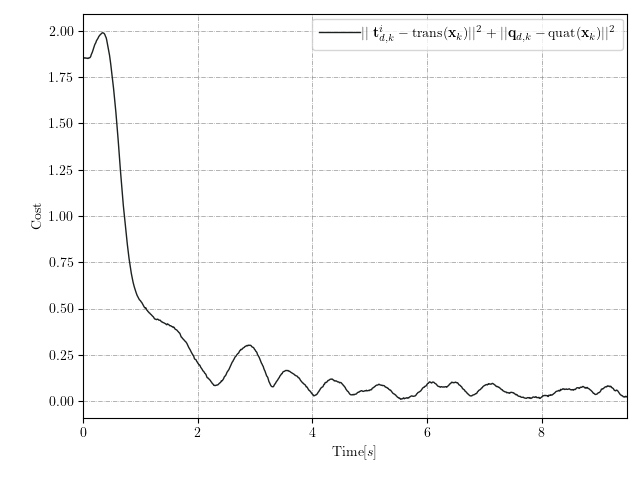 || t^i_{d,k} − trans(x_k)||² + ||q_{d,k} − quat(x_k)||²
2.00
1.75
1.50
1.25
1.00
0.75
0.50
0.25
0.00
Cost
0 2 4 6 8
Time[s]